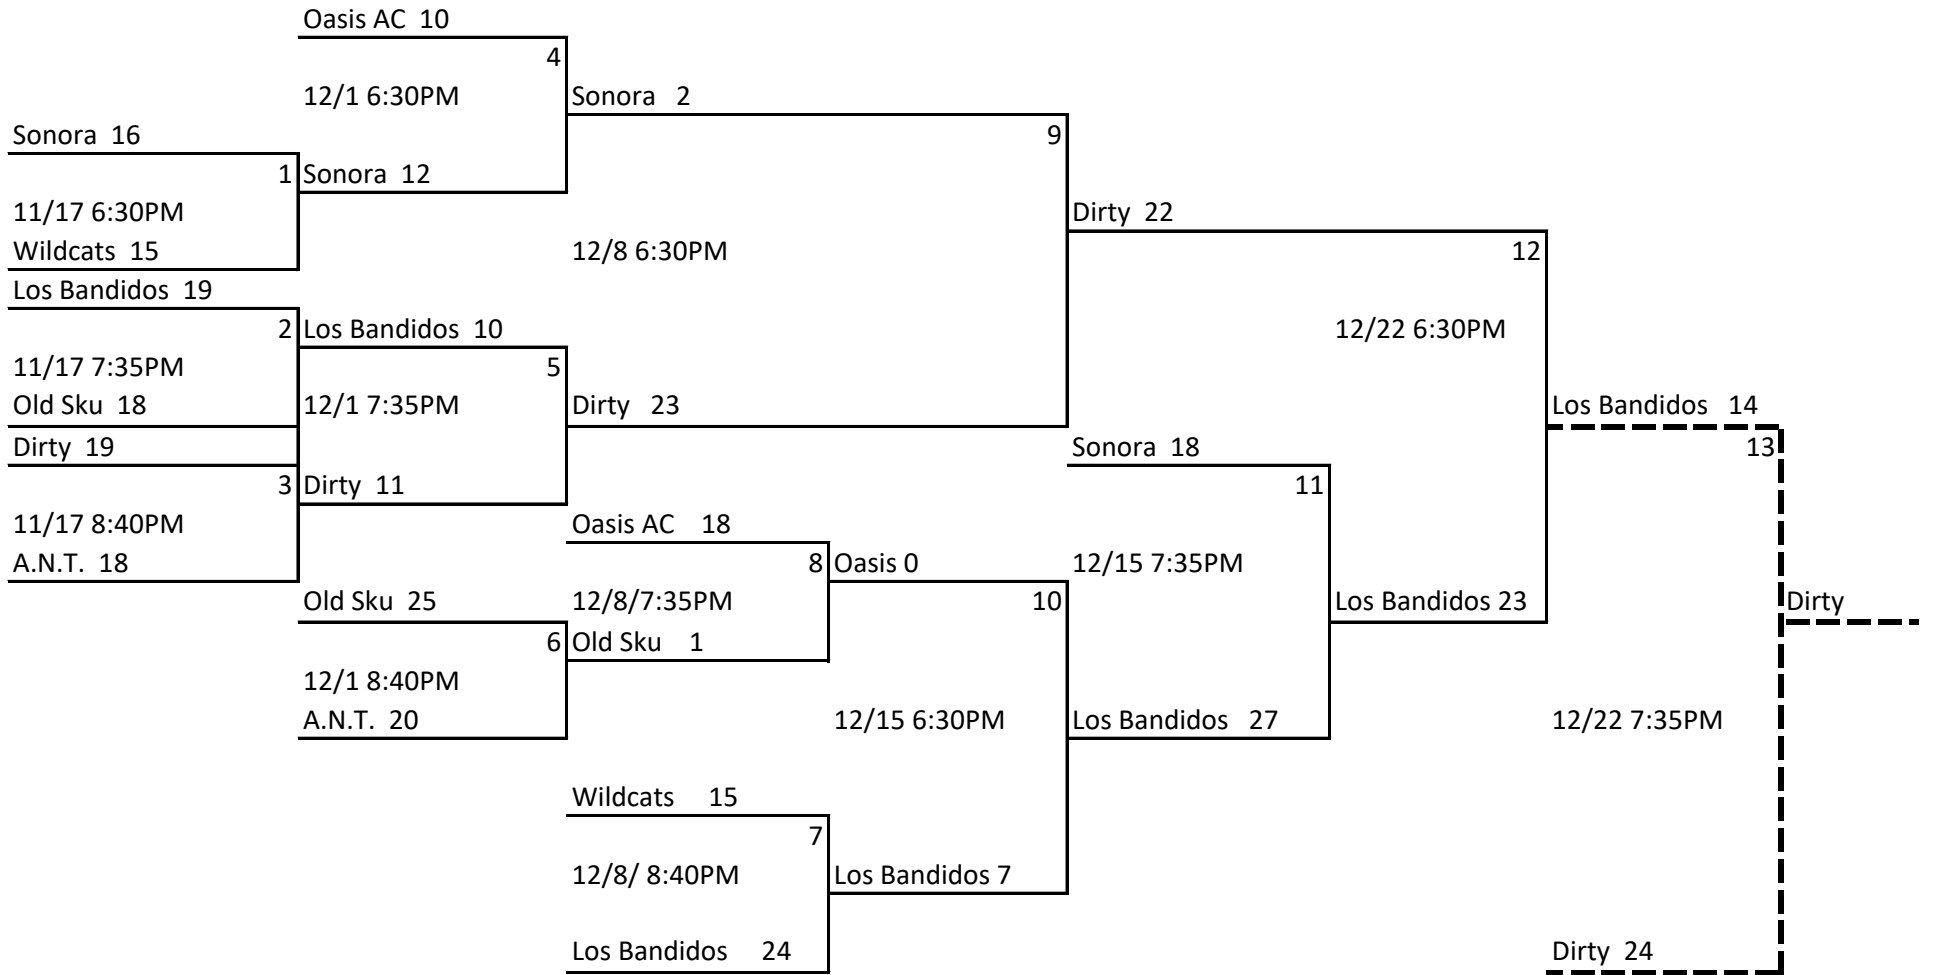 Oasis AC 10
4
12/1 6:30PM
Sonora 2
Sonora 16
9
1
Sonora 12
11/17 6:30PM
Dirty 22
Wildcats 15
12/8 6:30PM
12
Los Bandidos 19
2
Los Bandidos 10
12/22 6:30PM
11/17 7:35PM
5
Old Sku 18
12/1 7:35PM
Dirty 23
Los Bandidos 14
Dirty 19
Sonora 18
13
3
Dirty 11
11
11/17 8:40PM
Oasis AC 18
A.N.T. 18
8
Oasis 0
12/15 7:35PM
Old Sku 25
12/8/7:35PM
10
Los Bandidos 23
Dirty
6
Old Sku 1
12/1 8:40PM
A.N.T. 20
12/15 6:30PM
Los Bandidos 27
12/22 7:35PM
Wildcats 15
7
12/8/ 8:40PM
Los Bandidos 7
Los Bandidos 24
Dirty 24